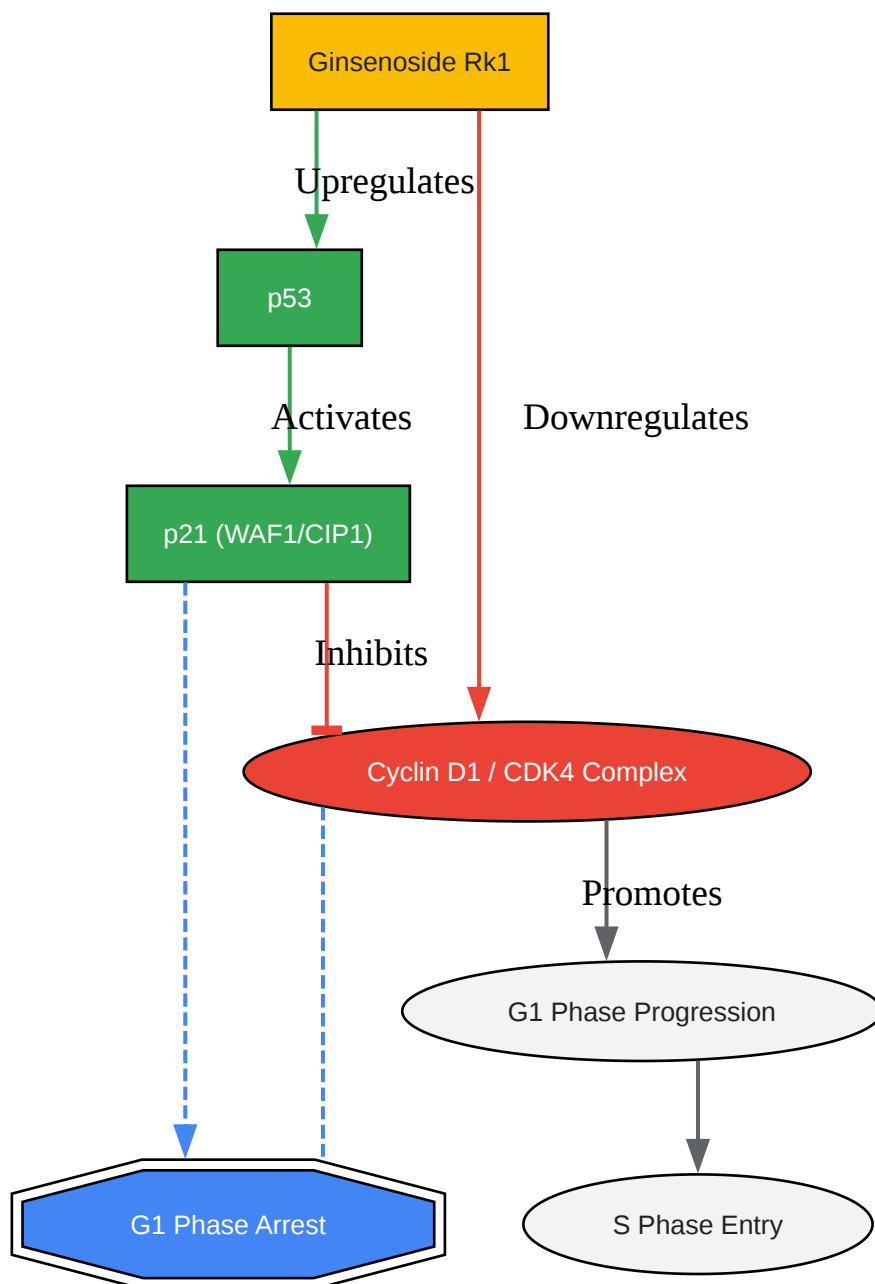 Ginsenoside Rk1
Upregulates
p53
Activates
Downregulates
p21 (WAF1/CIP1)
Inhibits
Cyclin D1 / CDK4 Complex
Promotes
G1 Phase Progression
G1 Phase Arrest
S Phase Entry